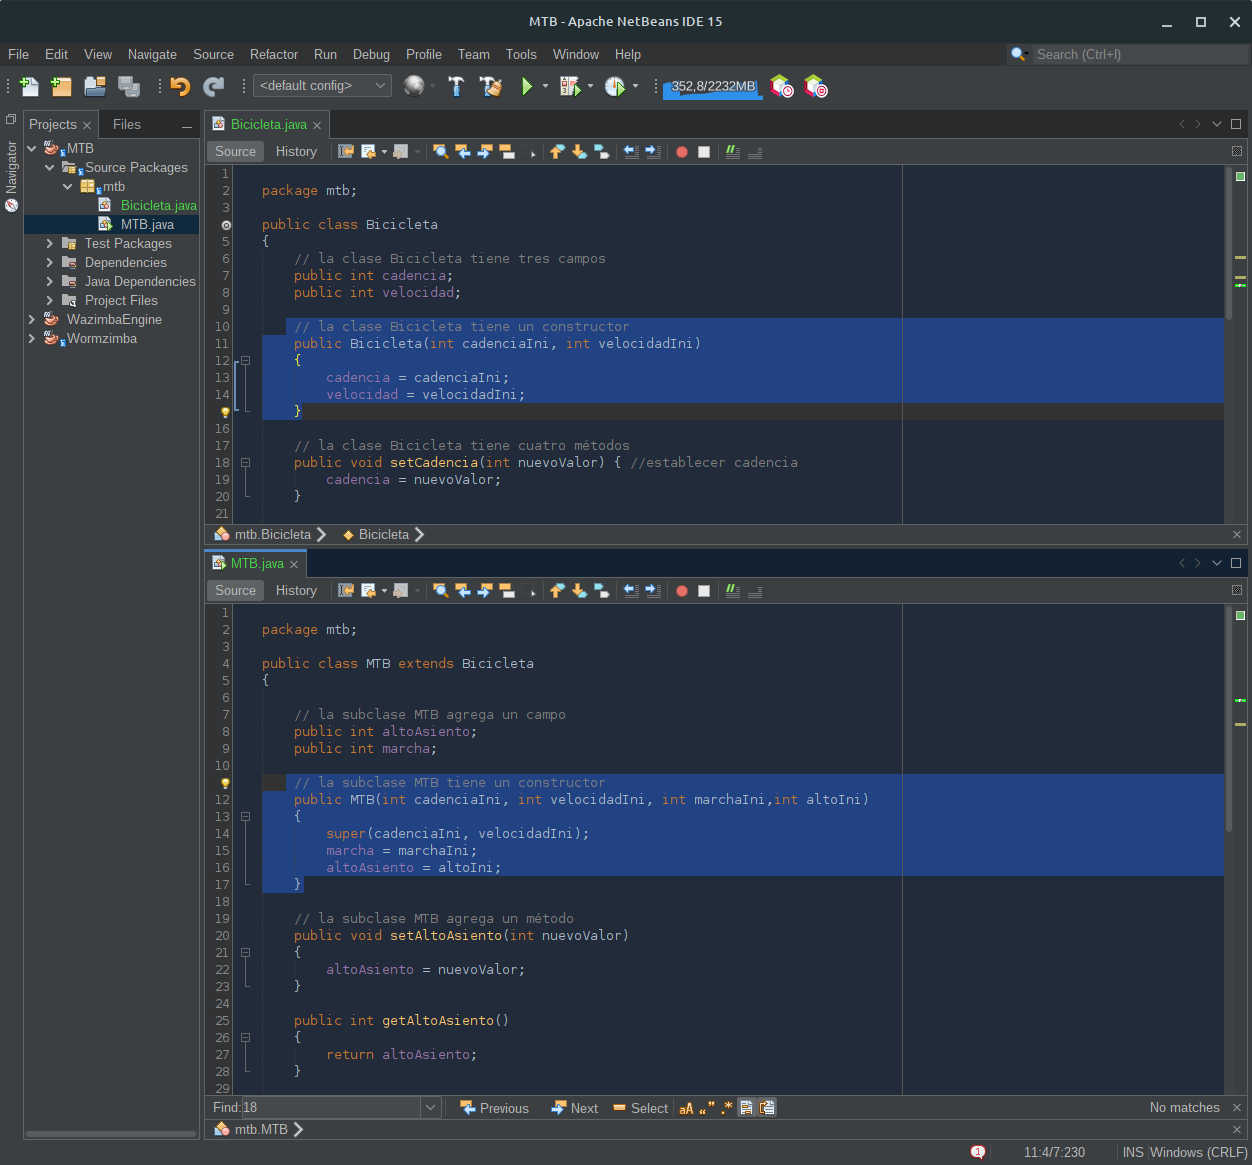 MTB - Apache NetBeans IDE 15
File Edit View Navigate Source Refactor Run Debug Profile Team Tools Window Help
Search (Ctrl+I)
<default config>
352,8/2232MB
Projects Files
Navigator
MTB
Source Packages
mtb
Bicicleta.java
MTB.java
Test Packages
Dependencies
Java Dependencies
Project Files
WazimbaEngine
Wormzimba
Bicicleta.java
Source History
1
2 package mtb;
3
public class Bicicleta
5 {
6 // la clase Bicicleta tiene tres campos
7 public int cadencia;
8 public int velocidad;
9
10 // la clase Bicicleta tiene un constructor
11 public Bicicleta(int cadenciaIni, int velocidadIni)
12 {
13 cadencia = cadenciaIni;
14 velocidad = velocidadIni;
}
16
17 // la clase Bicicleta tiene cuatro métodos
18 public void setCadencia(int nuevoValor) { //establecer cadencia
19 cadencia = nuevoValor;
20 }
21
mtb.Bicicleta Bicicleta
MTB.java
Source History
1
2 package mtb;
3
4 public class MTB extends Bicicleta
5 {
6
7 // la subclase MTB agrega un campo
8 public int altoAsiento;
9 public int marcha;
10
// la subclase MTB tiene un constructor
12 public MTB(int cadenciaIni, int velocidadIni, int marchaIni,int altoIni)
13 {
14 super(cadenciaIni, velocidadIni);
15 marcha = marchaIni;
16 altoAsiento = altoIni;
17 }
18
19 // la subclase MTB agrega un método
20 public void setAltoAsiento(int nuevoValor)
21 {
22 altoAsiento = nuevoValor;
23 }
24
25 public int getAltoAsiento()
26 {
27 return altoAsiento;
28 }
29
Find: 18 Previous Next Select aA „” .* No matches
mtb.MTB
1 11:4/7:230 INS Windows (CRLF)